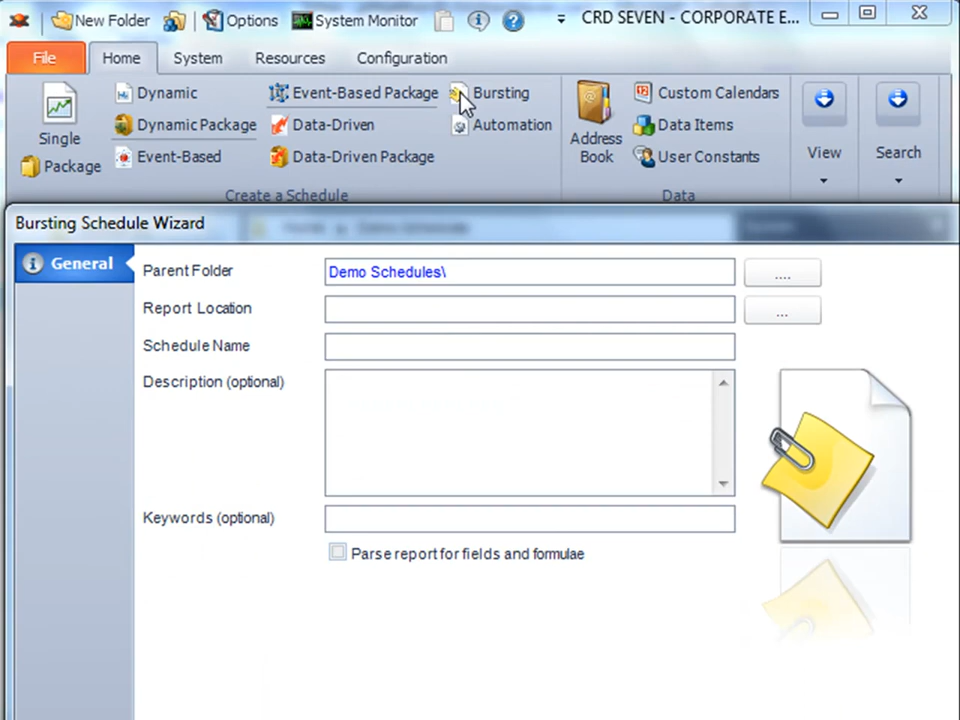 New Folder Options System Monitor CRD SEVEN - CORPORATE E...
File Home System Resources Configuration
Single
Package
Dynamic
Dynamic Package
Event-Based
Event-Based Package
Data-Driven
Data-Driven Package
Bursting
Automation
Create a Schedule
Address
Book
Custom Calendars
Data Items
User Constants
Data
View
Search
Bursting Schedule Wizard
General
Parent Folder Demo Schedules\ ....
Report Location ...
Schedule Name
Description (optional)
Keywords (optional)
Parse report for fields and formulae